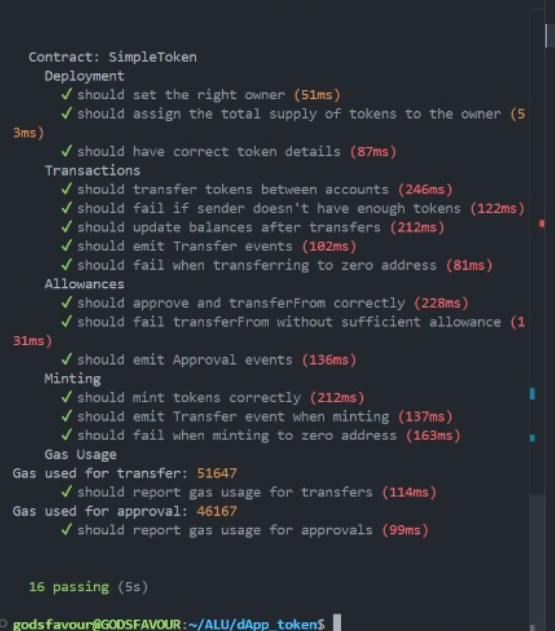 Contract: SimpleToken
Deployment
✓ should set the right owner (51ms)
✓ should assign the total supply of tokens to the owner (5
3ms)
✓ should have correct token details (87ms)
Transactions
✓ should transfer tokens between accounts (246ms)
✓ should fail if sender doesn't have enough tokens (122ms)
✓ should update balances after transfers (212ms)
✓ should emit Transfer events (102ms)
✓ should fail when transferring to zero address (81ms)
Allowances
✓ should approve and transferFrom correctly (228ms)
✓ should fail transferFrom without sufficient allowance (1
31ms)
✓ should emit Approval events (136ms)
Minting
✓ should mint tokens correctly (212ms)
✓ should emit Transfer event when minting (137ms)
✓ should fail when minting to zero address (163ms)
Gas Usage
Gas used for transfer: 51647
✓ should report gas usage for transfers (114ms)
Gas used for approval: 46167
✓ should report gas usage for approvals (99ms)
16 passing (5s)
godsfavour@GODSFAVOUR:~/ALU/dApp_token$